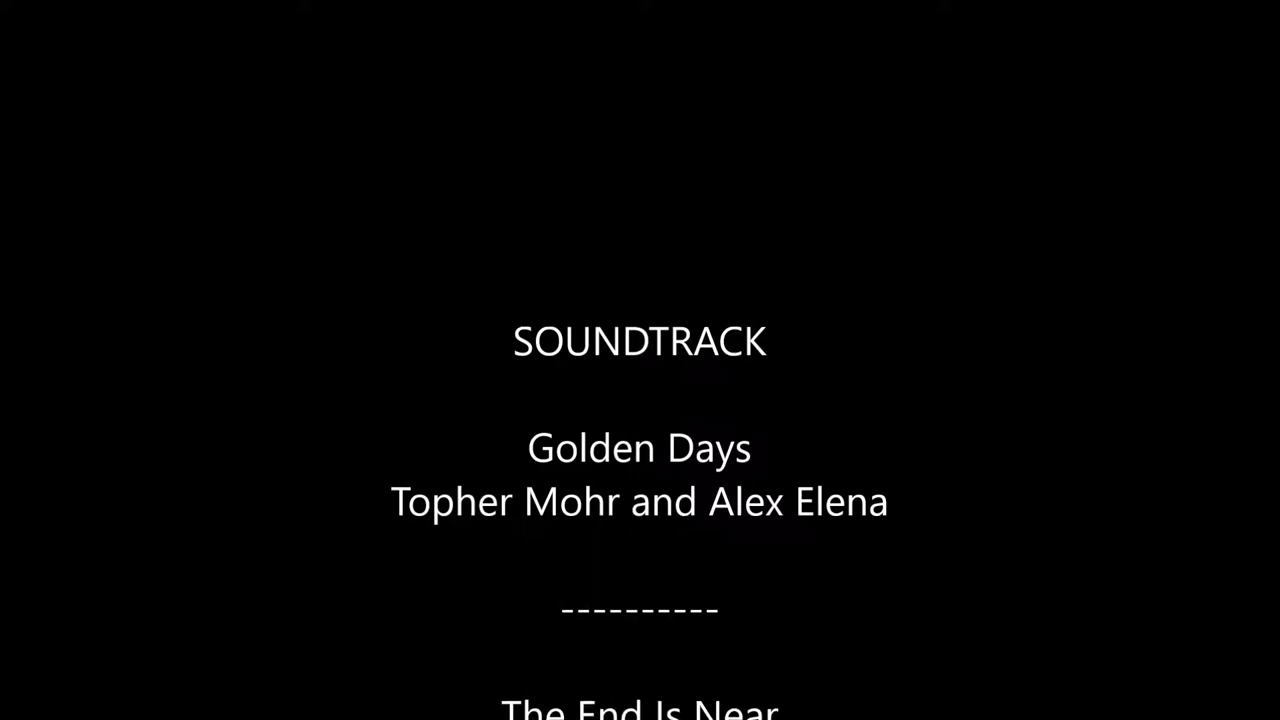 SOUNDTRACK
Golden Days
Topher Mohr and Alex Elena
----------
The End Is Near